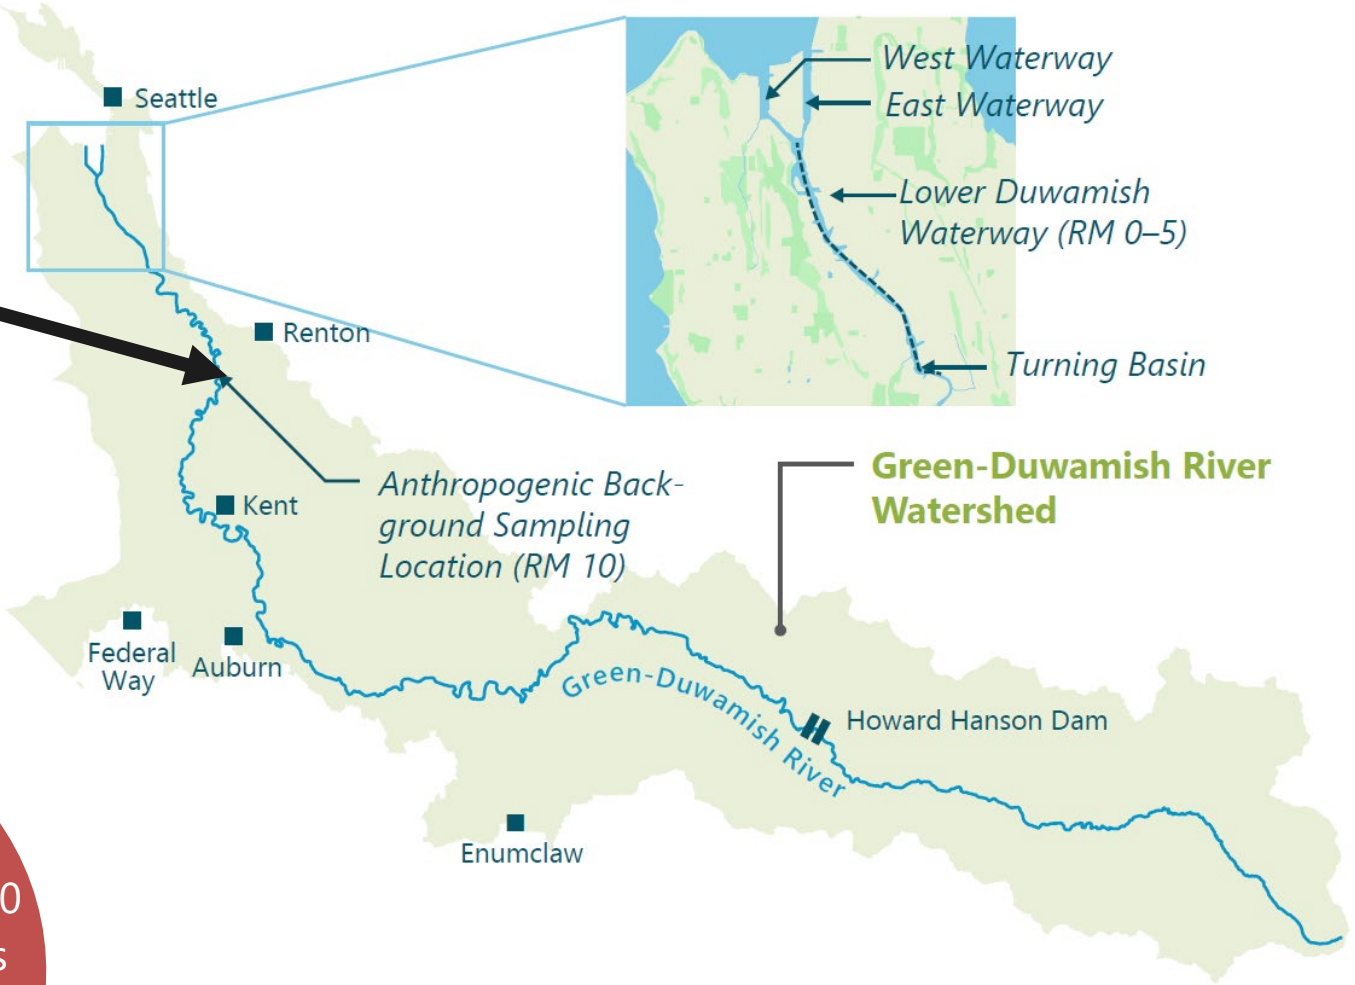 West Waterway
Seattle
East Waterway
Lower Duwamish
Waterway (RM 0–5)
Renton
Turning Basin
Green-Duwamish River
Watershed
Anthropogenic Back-
ground Sampling
Location (RM 10)
Kent
Federal
Way
Auburn
Green-Duwamish River
Howard Hanson Dam
Enumclaw
0
s